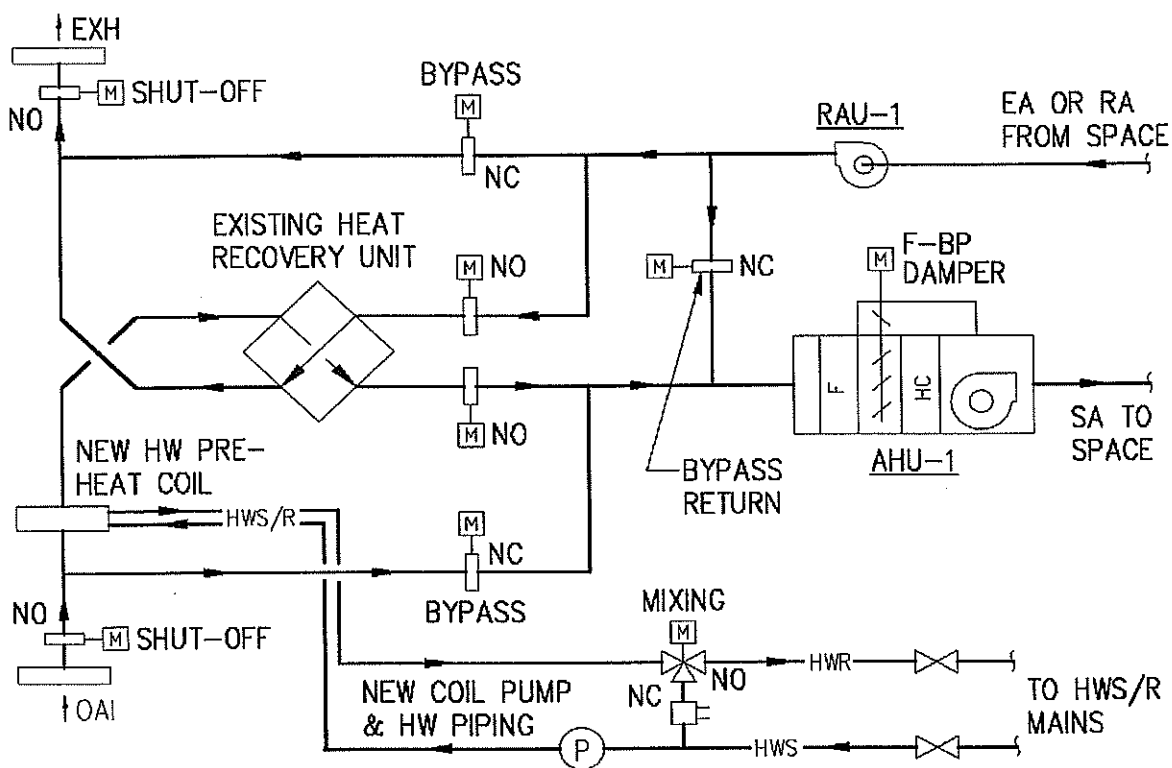 EXH
M SHUT-OFF
NO
BYPASS
M
NC
RAU-1
EA OR RA
FROM SPACE
EXISTING HEAT
RECOVERY UNIT
M NO
M NC
M F-BP
DAMPER
F
HC
NO
M
SA TO
SPACE
AHU-1
BYPASS
RETURN
NEW HW PRE-
HEAT COIL
HWS/R
M
NC
BYPASS
NO
M SHUT-OFF
OAI
MIXING
M
NC
NO
HWR
NEW COIL PUMP
& HW PIPING
P
HWS
TO HWS/R
MAINS